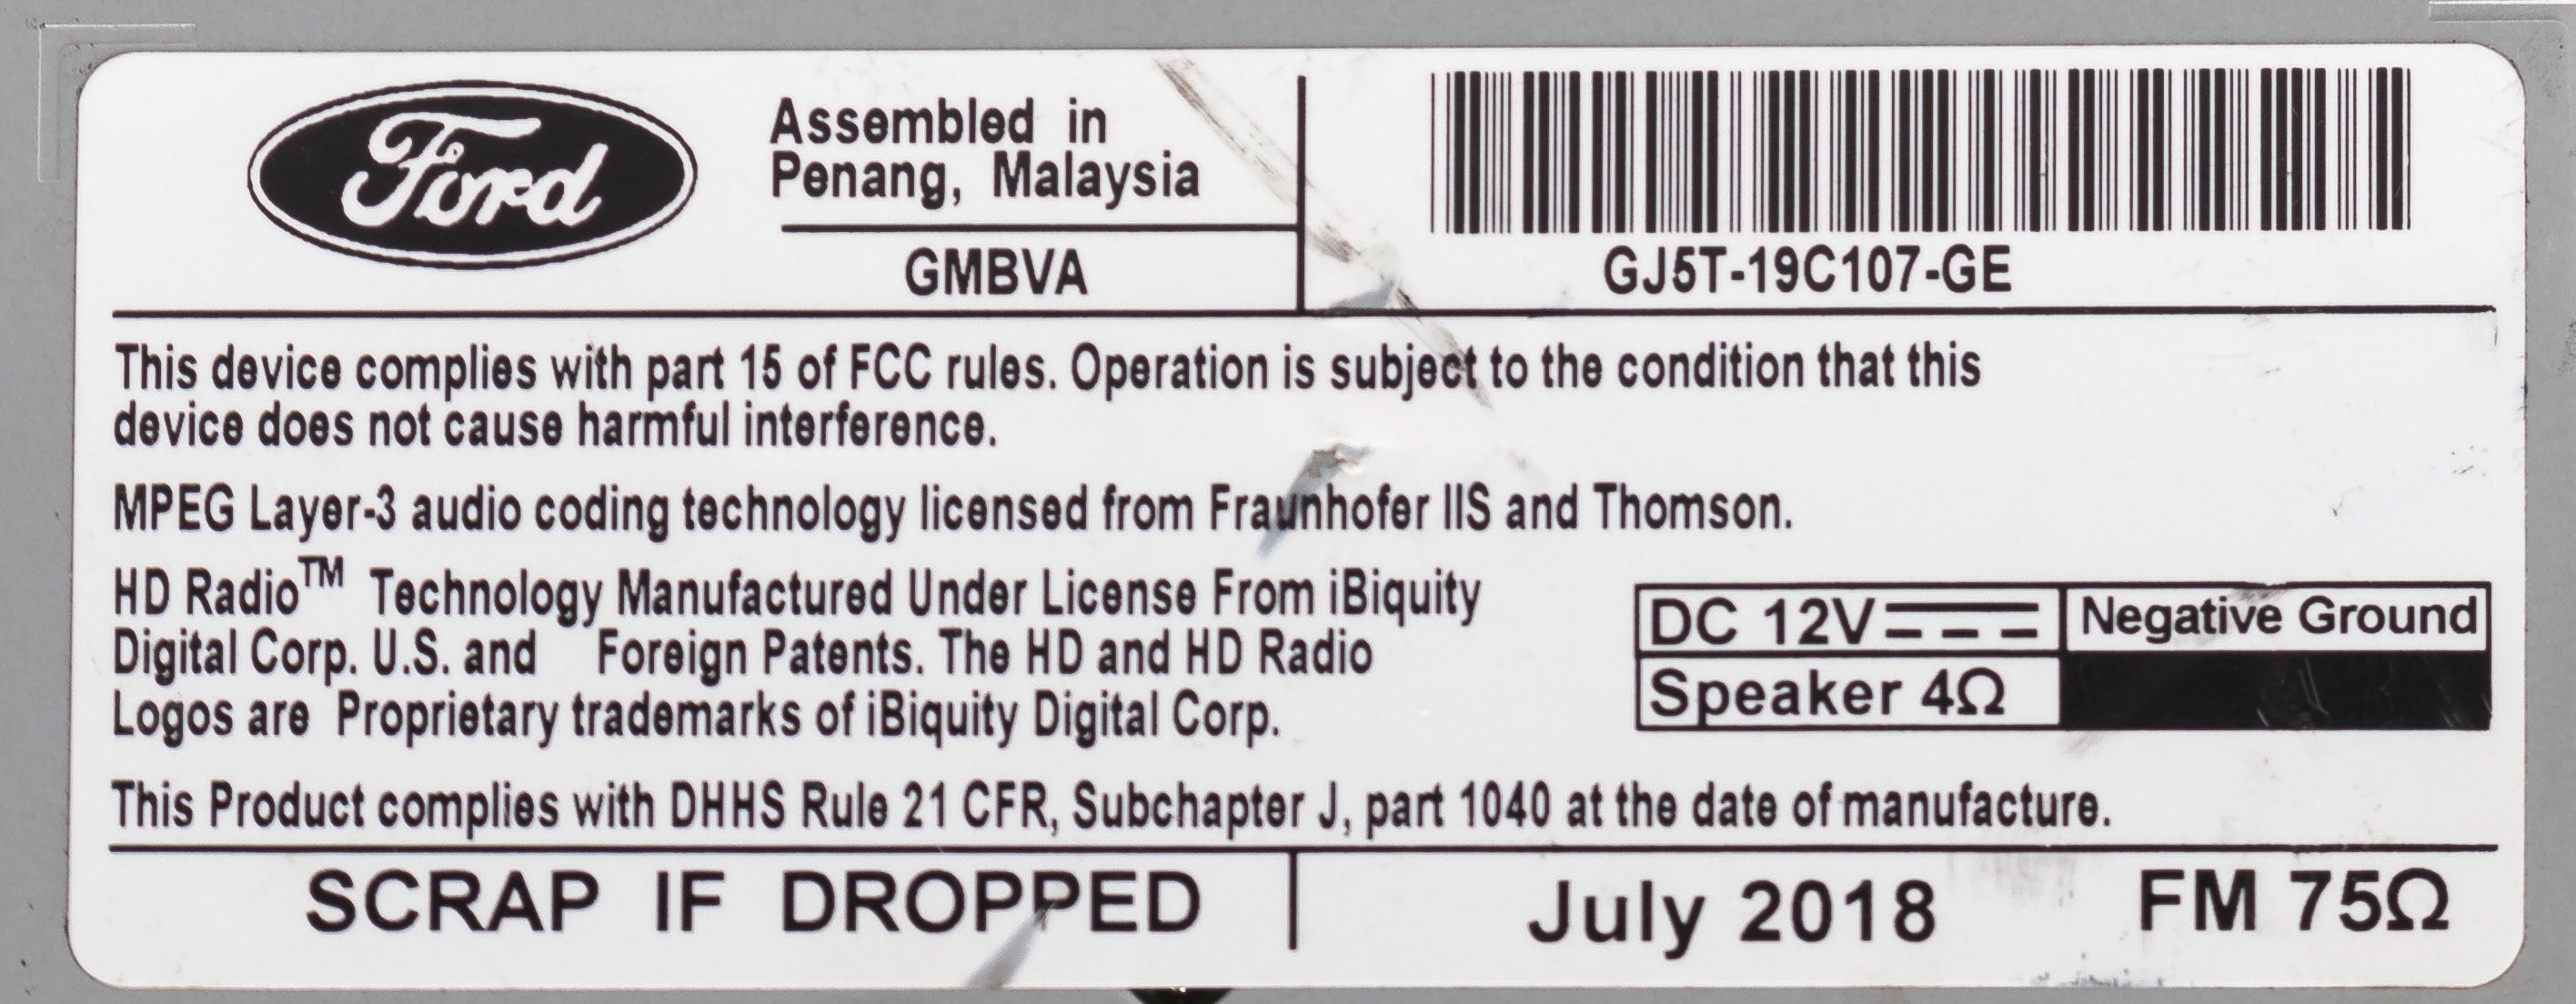 Ford
Assembled in
Penang, Malaysia
GMBVA
GJ5T-19C107-GE
This device complies with part 15 of FCC rules. Operation is subject to the condition that this
device does not cause harmful interference.
MPEG Layer-3 audio coding technology licensed from Fraunhofer IIS and Thomson.
HD Radio™ Technology Manufactured Under License From iBiquity
Digital Corp. U.S. and Foreign Patents. The HD and HD Radio
Logos are Proprietary trademarks of iBiquity Digital Corp.
DC 12V
Negative Ground
Speaker 4Ω
This Product complies with DHHS Rule 21 CFR, Subchapter J, part 1040 at the date of manufacture.
SCRAP IF DROPPED
July 2018
FM 75Ω